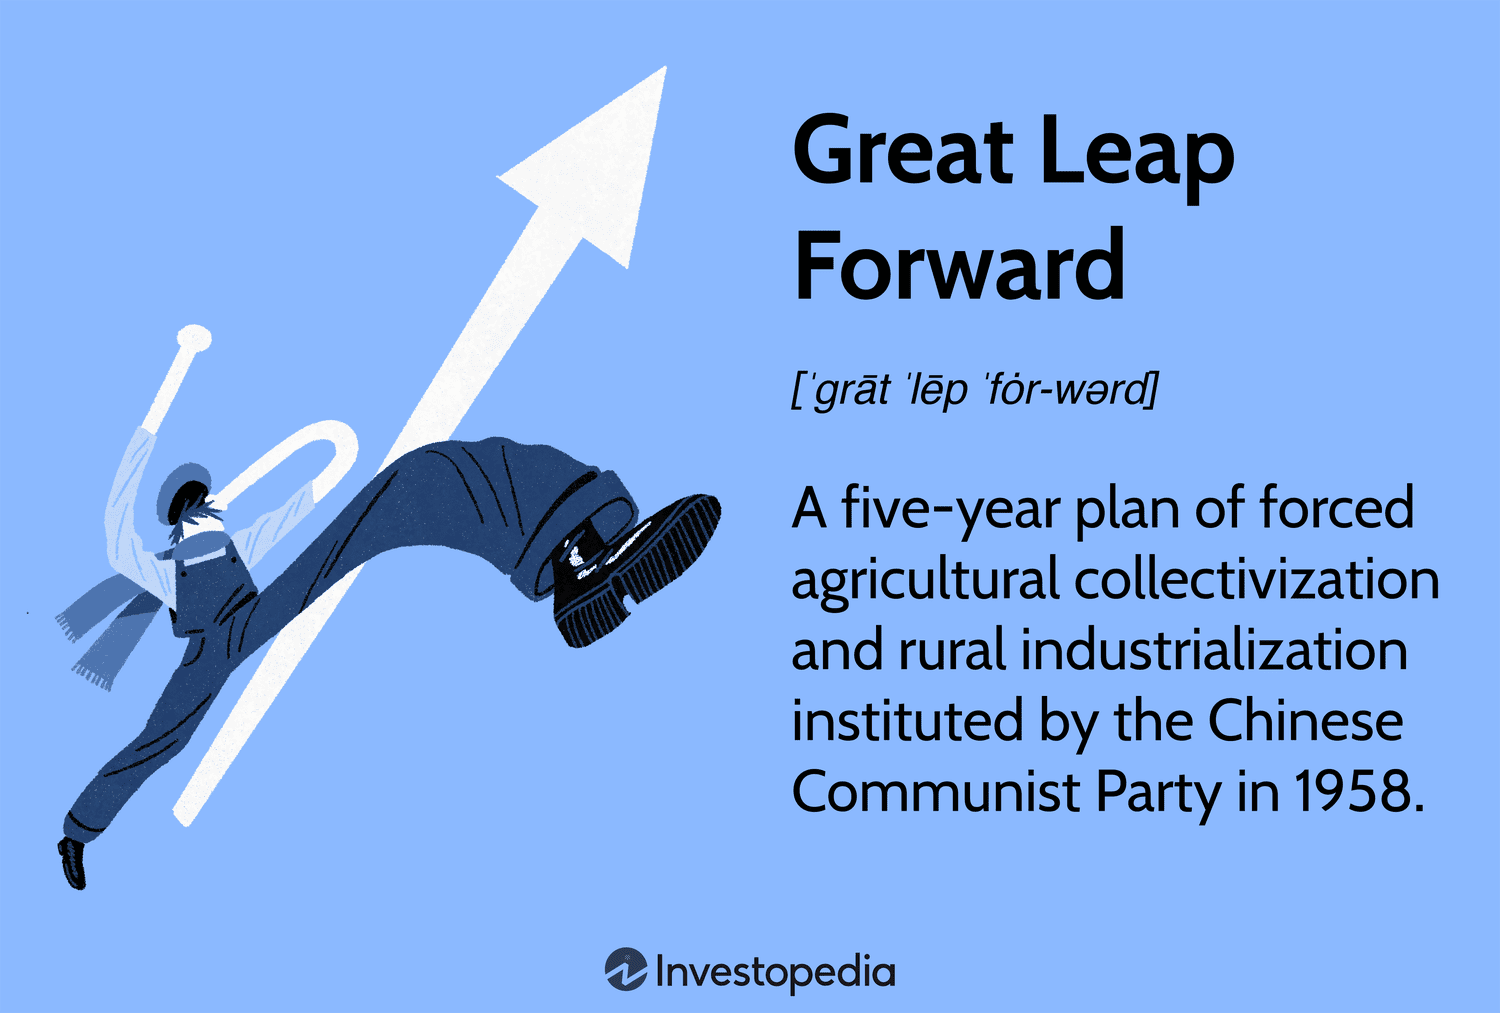 Great Leap
Forward
[ˈgrāt ˈlēp ˈfȯr-wərd]
A five-year plan of forced
agricultural collectivization
and rural industrialization
instituted by the Chinese
Communist Party in 1958.
Investopedia